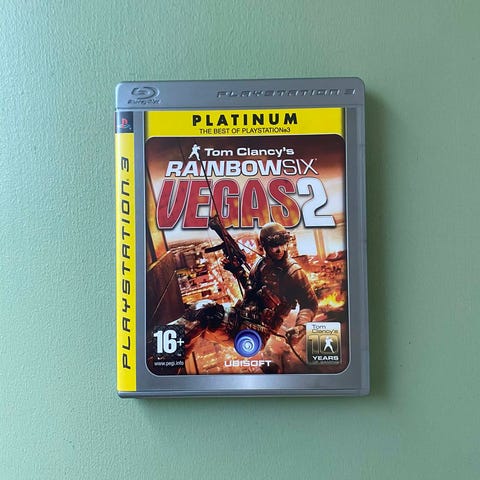 PLAYSTATION 3
PLATINUM
THE BEST OF PLAYSTATION®3
Tom Clancy's
RAINBOWSIX
VEGAS2
PLAYSTATION 3
16+
www.pegi.info
UBISOFT
Tom
Clancy's
10
YEARS